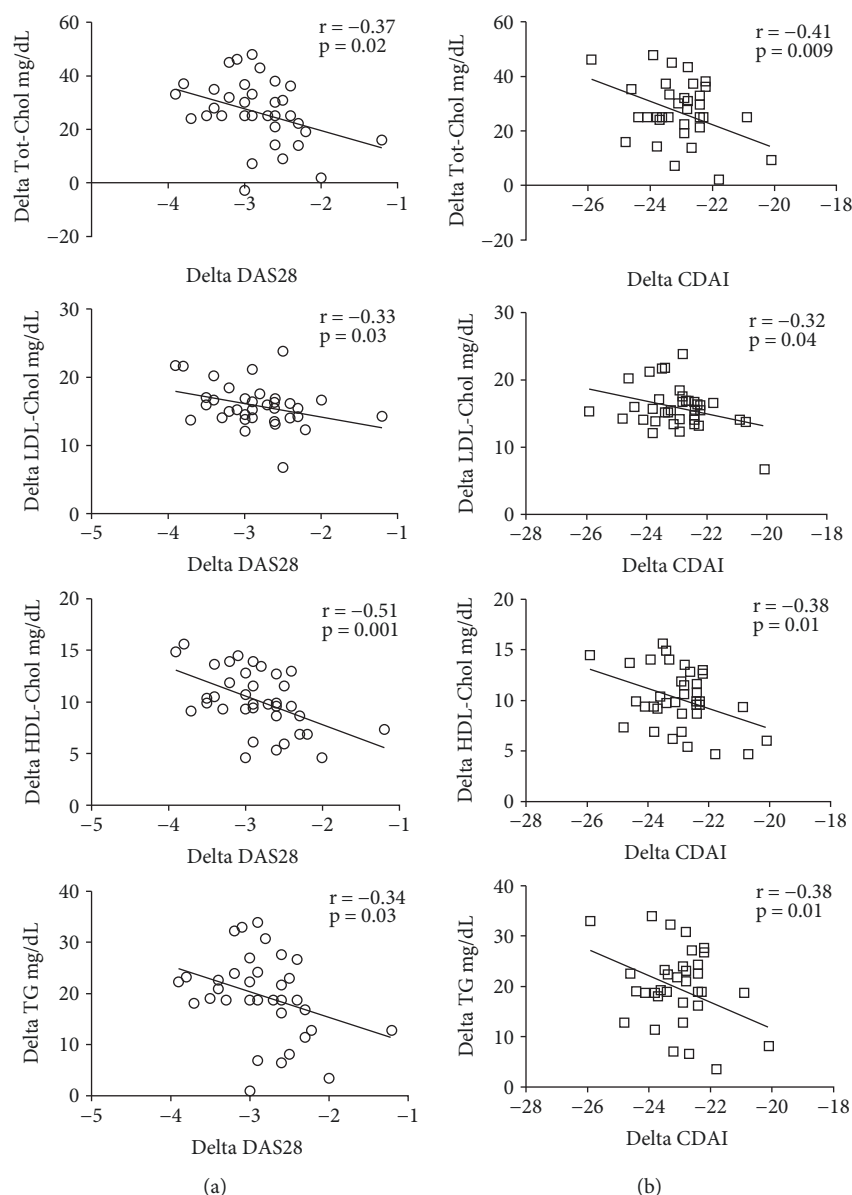 Delta Tot-Chol mg/dL
60
40
20
0
−20
r = −0.37
p = 0.02
−4
−3
−2
−1
Delta DAS28
Delta Tot-Chol mg/dL
60
40
20
0
−20
r = −0.41
p = 0.009
−26
−24
−22
−20
−18
Delta CDAI
Delta LDL-Chol mg/dL
30
20
10
0
r = −0.33
p = 0.03
−5
−4
−3
−2
−1
Delta DAS28
Delta LDL-Chol mg/dL
30
20
10
0
r = −0.32
p = 0.04
−28
−26
−24
−22
−20
−18
Delta CDAI
Delta HDL-Chol mg/dL
20
15
10
5
0
r = −0.51
p = 0.001
−5
−4
−3
−2
−1
Delta DAS28
Delta HDL-Chol mg/dL
20
15
10
5
0
r = −0.38
p = 0.01
−28
−26
−24
−22
−20
−18
Delta CDAI
Delta TG mg/dL
40
30
20
10
0
r = −0.34
p = 0.03
−5
−4
−3
−2
−1
Delta DAS28
(a)
Delta TG mg/dL
40
30
20
10
0
r = −0.38
p = 0.01
−28
−26
−24
−22
−20
−18
Delta CDAI
(b)